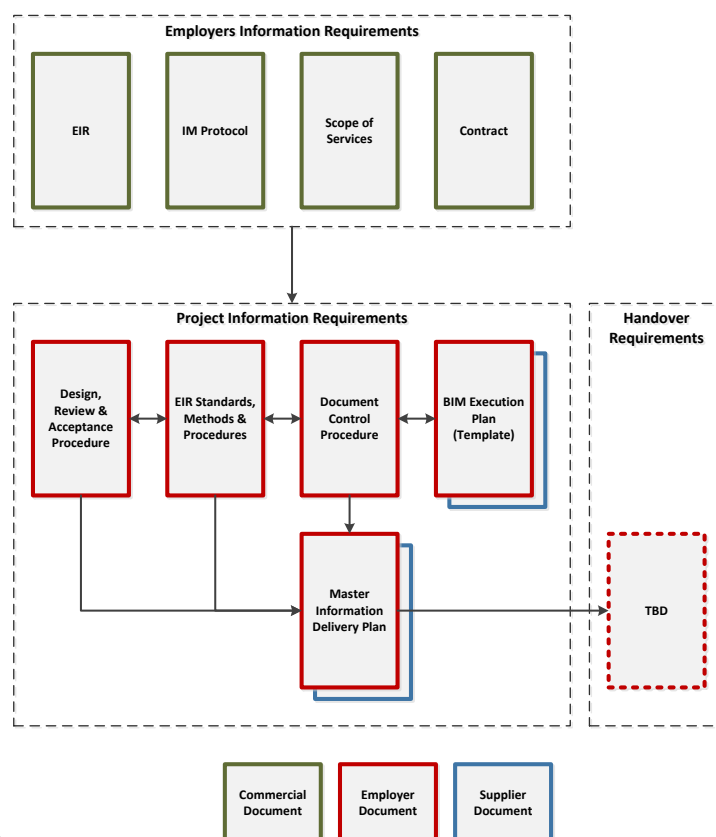 Employers Information Requirements
EIR
IM Protocol
Scope of
Services
Contract
Project Information Requirements
Handover
Requirements
Design,
Review &
Acceptance
Procedure
EIR Standards,
Methods &
Procedures
Document
Control
Procedure
BIM Execution
Plan
(Template)
Master
Information
Delivery Plan
TBD
Commercial
Document
Employer
Document
Supplier
Document